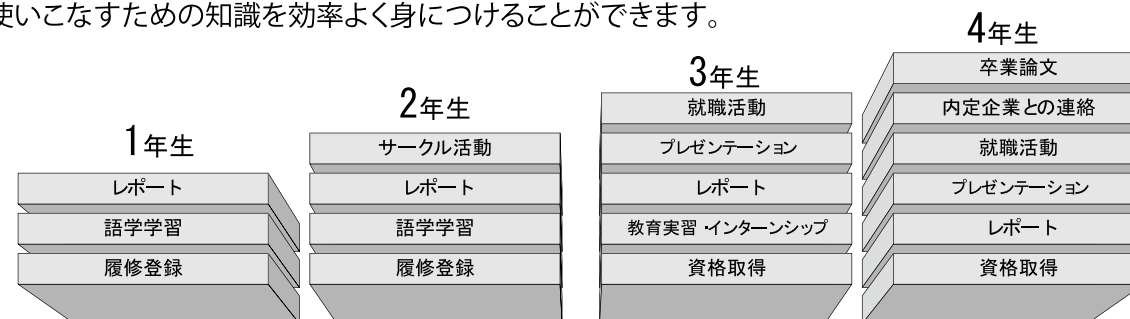 使いこなすための知識を効率よく身につけることができます。
1年生
レポート
語学学習
履修登録
2年生
サークル活動
レポート
語学学習
履修登録
3年生
就職活動
プレゼンテーション
レポート
教育実習・インターンシップ
資格取得
4年生
卒業論文
内定企業との連絡
就職活動
プレゼンテーション
レポート
資格取得